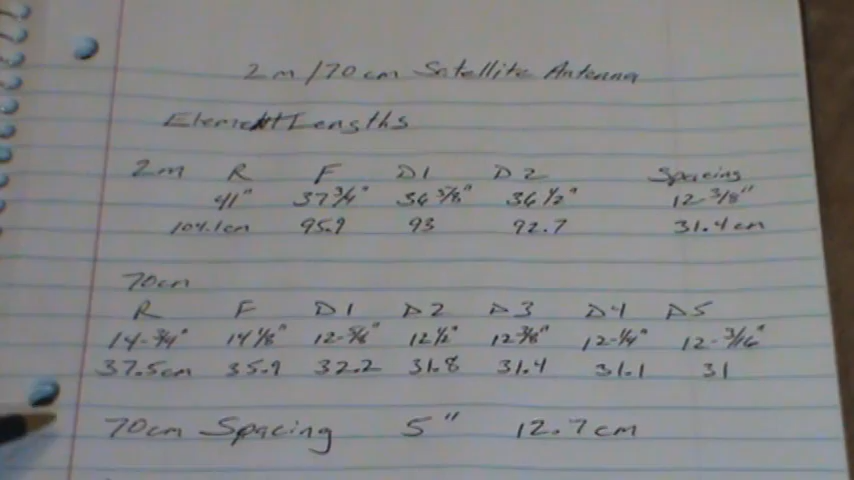 2m/70cm Satellite Antenna
Element Lengths
2m R F D1 D2 Spacing
41" 37 3/4" 36 5/8" 36 1/2" 12-3/8"
104.1cm 95.9 93 92.7 31.4 cm
70cm
R F D1 D2 D3 D4 D5
14-3/4" 14 1/8" 12-5/8" 12 1/2" 12 3/8" 12-1/4" 12-3/16"
37.5cm 35.9 32.2 31.8 31.4 31.1 31
70cm Spacing 5" 12.7cm